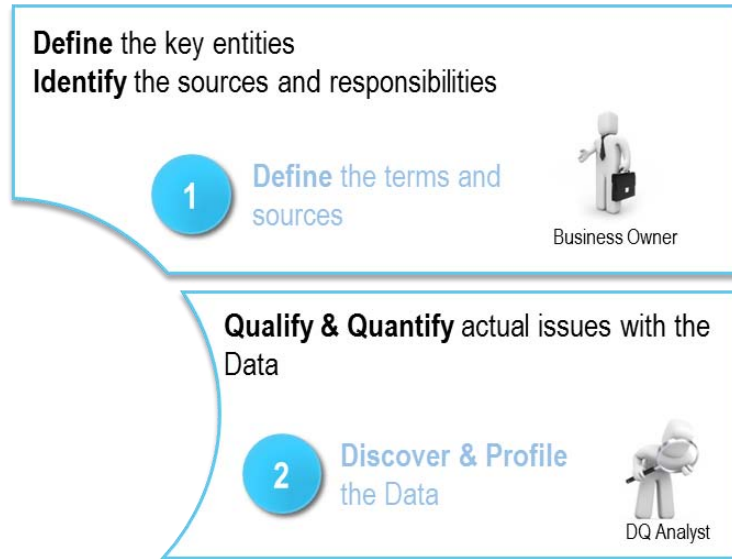 Define the key entities
Identify the sources and responsibilities
1
Define the terms and
sources
Business Owner
Qualify & Quantify actual issues with the
Data
2
Discover & Profile
the Data
DQ Analyst